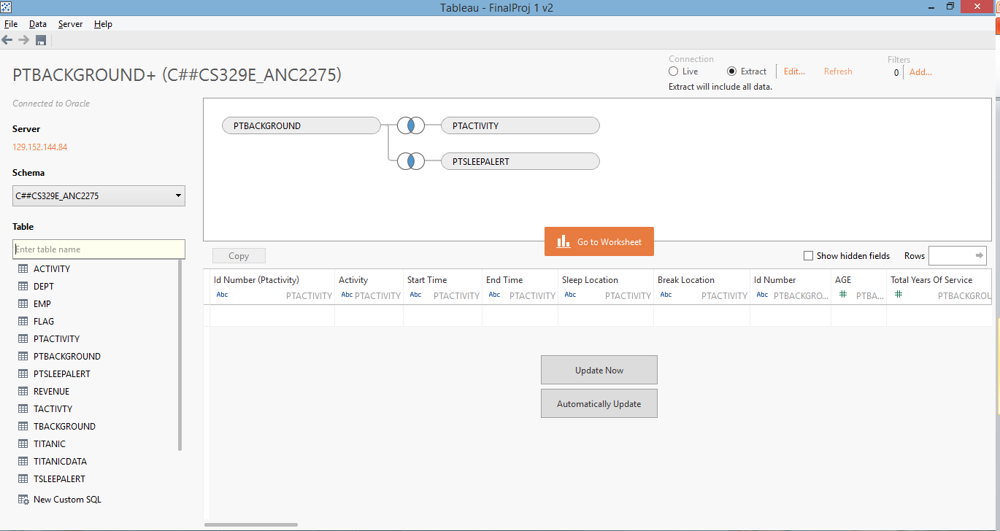 Tableau - FinalProj 1 v2
File Data Server Help
PTBACKGROUND+ (C##CS329E_ANC2275)
Connected to Oracle
Server
129.152.144.84
Schema
C##CS329E_ANC2275
Table
Enter table name
ACTIVITY
DEPT
EMP
FLAG
PTACTIVITY
PTBACKGROUND
PTSLEEPALERT
REVENUE
TACTIVTY
TBACKGROUND
TITANIC
TITANICDATA
TSLEEPALERT
New Custom SQL
Connection
Live Extract Edit... Refresh
Extract will include all data.
Filters
0 Add...
PTBACKGROUND PTACTIVITY
PTSLEEPALERT
Go to Worksheet
Copy Show hidden fields Rows
Id Number (Ptactivity) Activity Start Time End Time Sleep Location Break Location Id Number AGE Total Years Of Service
Abc PTACTIVITY Abc PTACTIVITY Abc PTACTIVITY Abc PTACTIVITY Abc PTACTIVITY Abc PTACTIVITY Abc PTBACKGRO... # PTBA... # PTBACKGROU
Update Now
Automatically Update